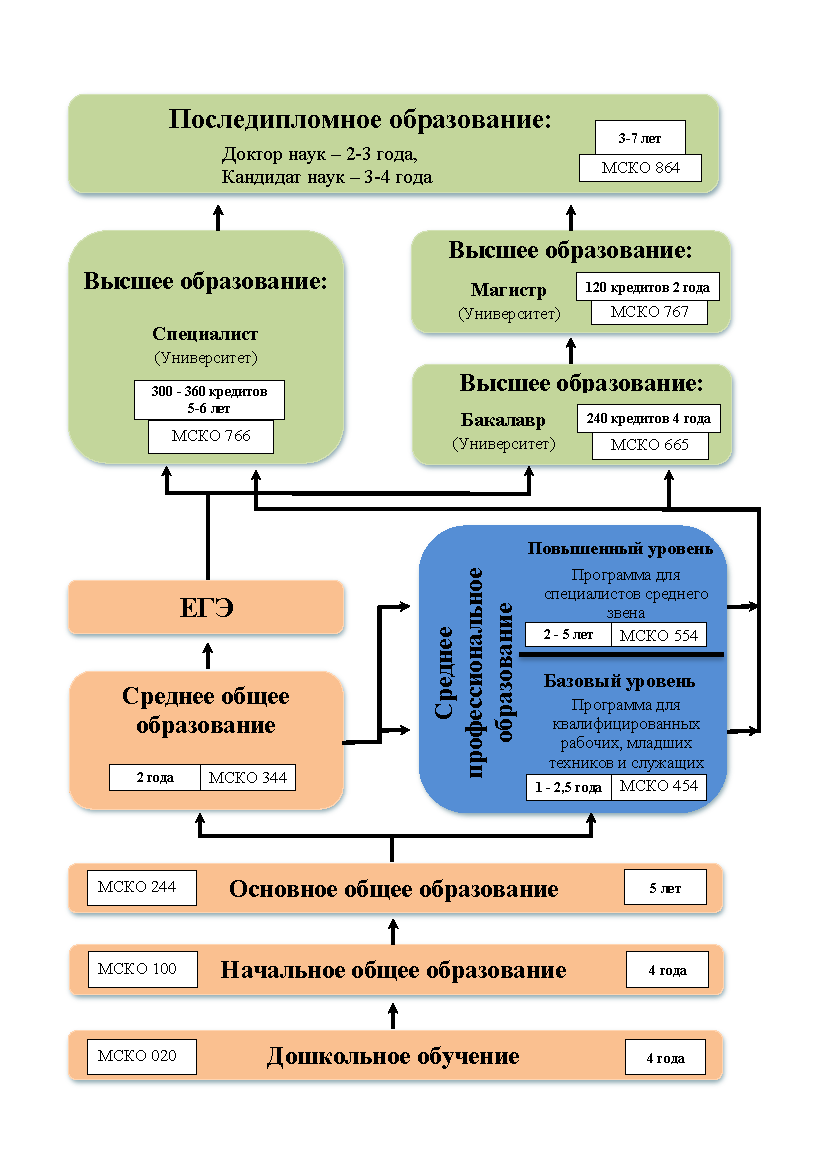 Последипломное образование:
Доктор наук – 2-3 года,
Кандидат наук – 3-4 года
3-7 лет
МСКО 864
Высшее образование:
Специалист
(Университет)
300 - 360 кредитов
5-6 лет
МСКО 766
Высшее образование:
Магистр
(Университет)
120 кредитов 2 года
МСКО 767
Высшее образование:
Бакалавр
(Университет)
240 кредитов 4 года
МСКО 665
ЕГЭ
Среднее общее
образование
2 года
МСКО 344
Среднее
профессиональное
образование
Повышенный уровень
Программа для
специалистов среднего
звена
2 - 5 лет
МСКО 554
Базовый уровень
Программа для
квалифицированных
рабочих, младших
техников и служащих
1 - 2,5 года
МСКО 454
МСКО 244
Основное общее образование
5 лет
МСКО 100
Начальное общее образование
4 года
МСКО 020
Дошкольное обучение
4 года